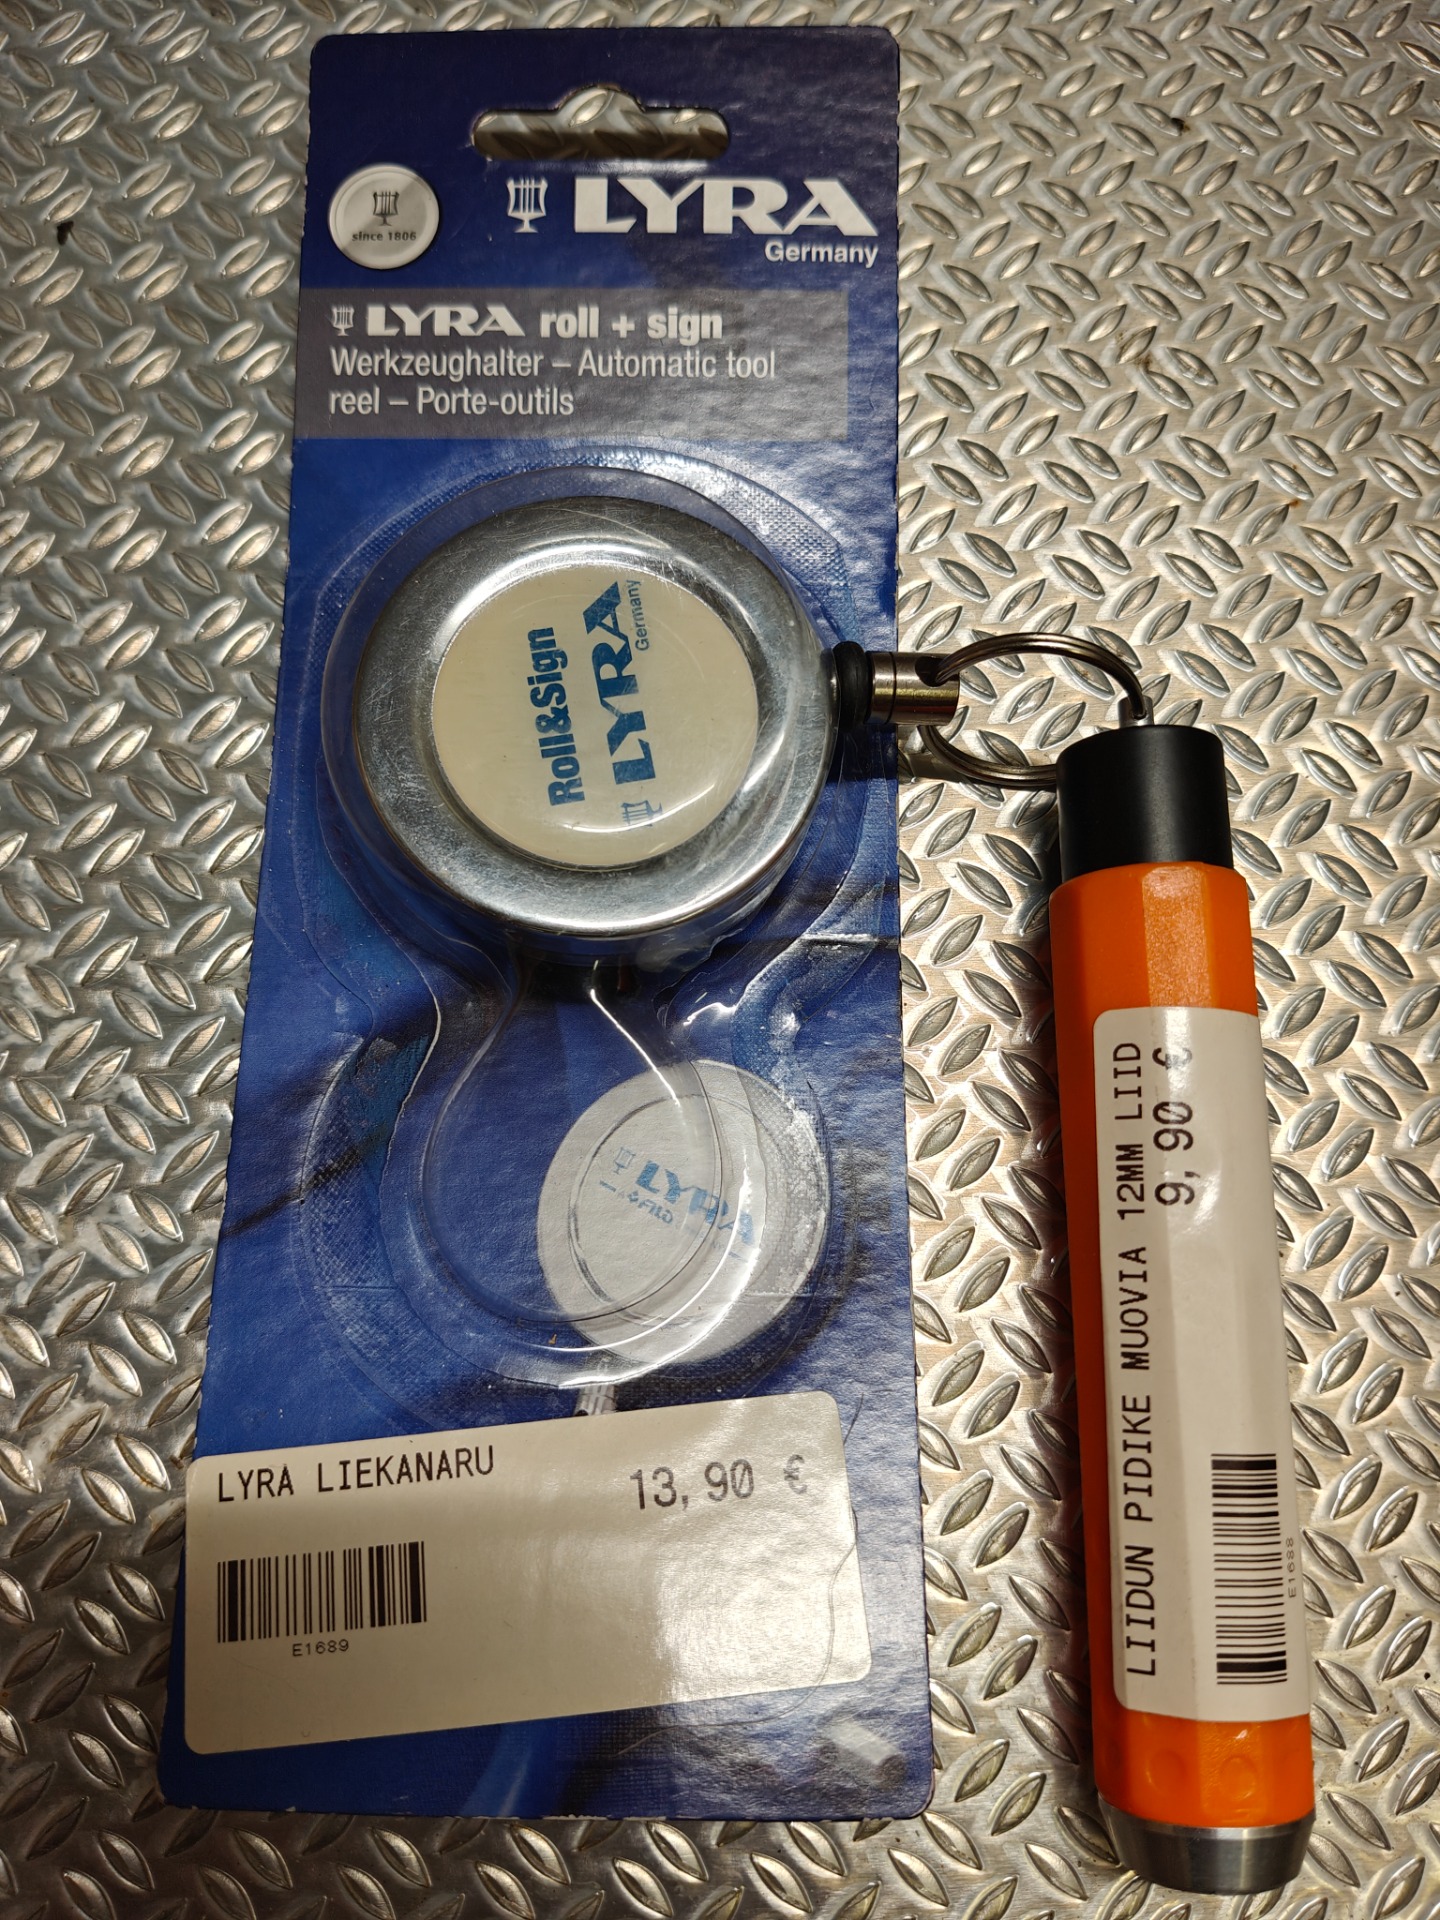 since 1806
LYRA
Germany
LYRA roll + sign
Werkzeughalter – Automatic tool
reel – Porte-outils
Roll&Sign
LYRA
Germany
LYRA
FILA
LYRA LIEKANARU
13,90 €
E1689
LIIDUN PIDIKE MUOVIA 12MM LIID
9,90 €
E1688